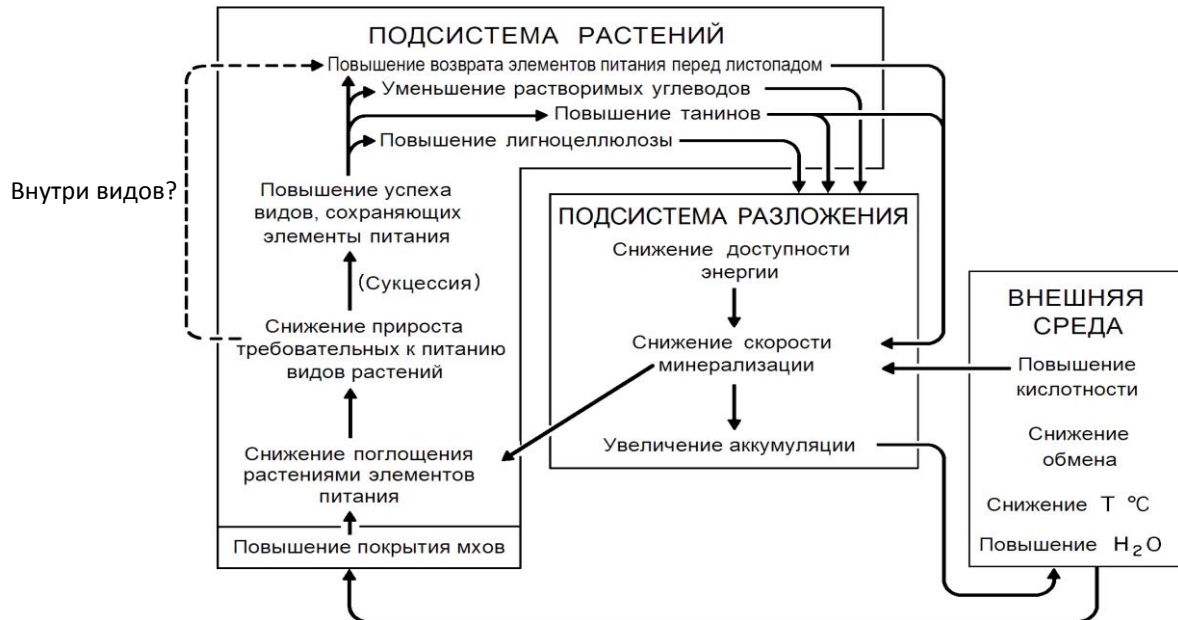 ПОДСИСТЕМА РАСТЕНИЙ
Повышение возврата элементов питания перед листопадом
Уменьшение растворимых углеводов
Повышение танинов
Повышение лигноцеллюлозы
Внутри видов?
Повышение успеха
видов, сохраняющих
элементы питания
(Сукцессия)
Снижение прироста
требовательных к питанию
видов растений
Снижение поглощения
растениями элементов
питания
Повышение покрытия мхов
ПОДСИСТЕМА РАЗЛОЖЕНИЯ
Снижение доступности
энергии
Снижение скорости
минерализации
Увеличение аккумуляции
ВНЕШНЯЯ
СРЕДА
Повышение
кислотности
Снижение
обмена
Снижение T °C
Повышение H₂O